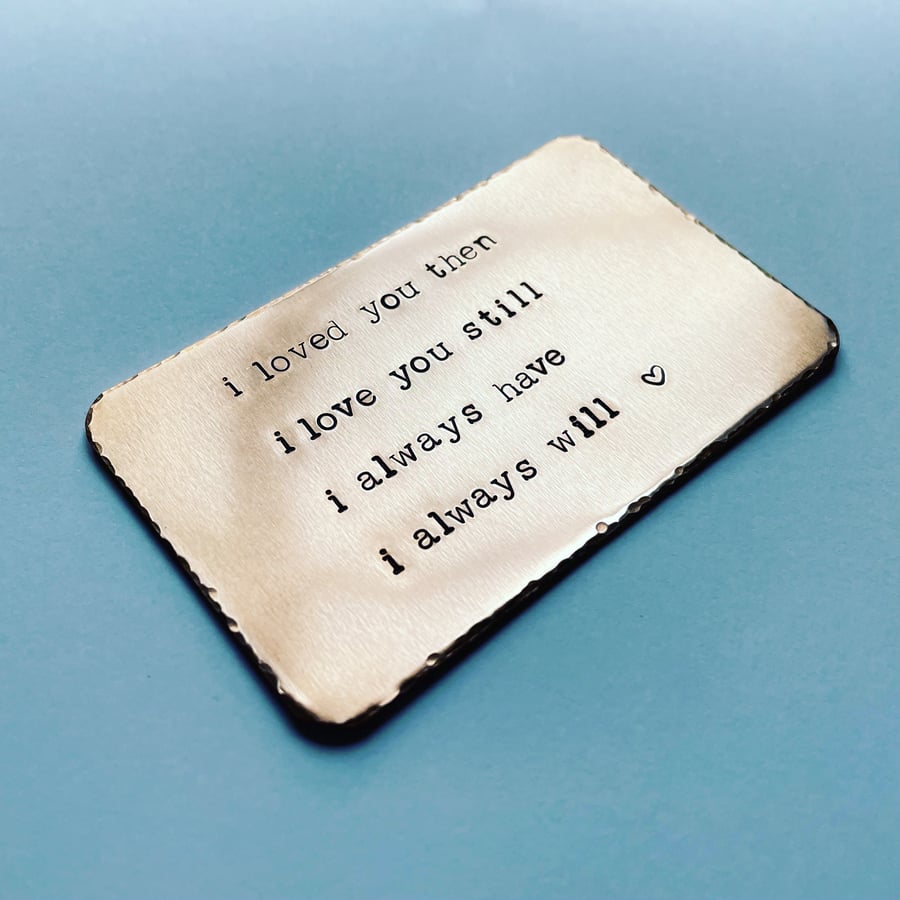 i loved you then
i love you still
i always have
i always will ♡